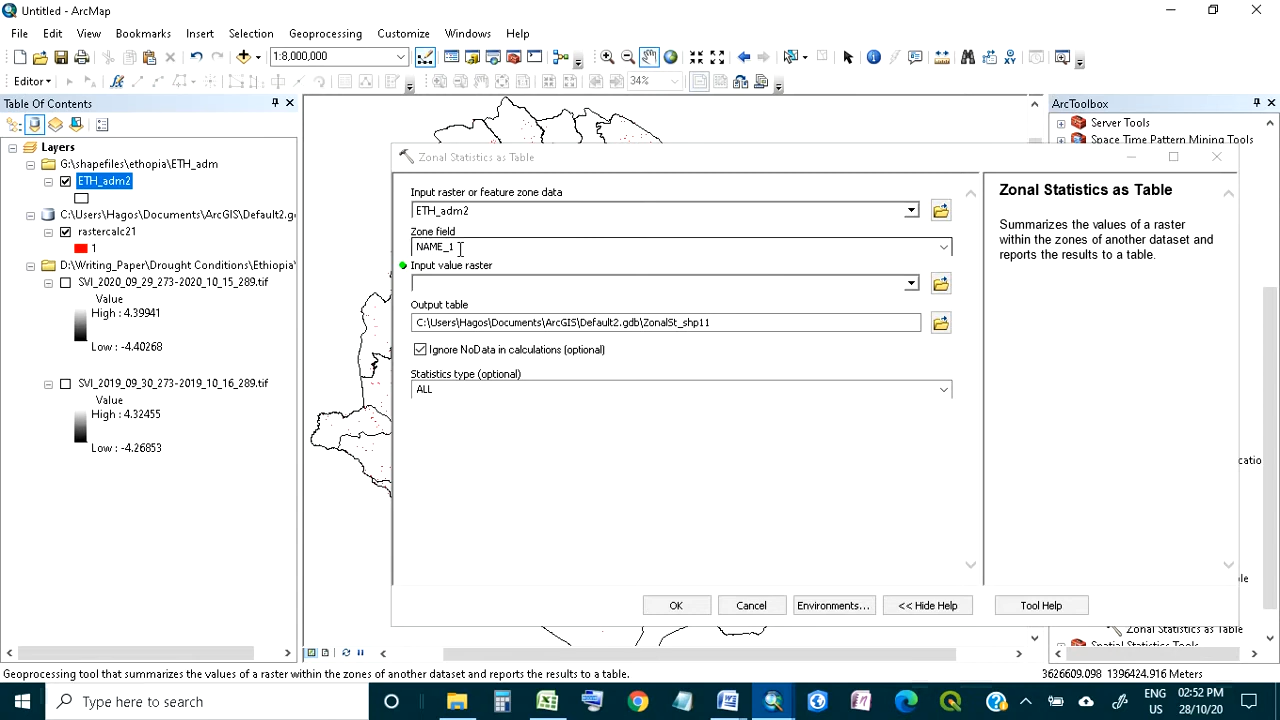 Untitled - ArcMap
File Edit View Bookmarks Insert Selection Geoprocessing Customize Windows Help
1:8,000,000
Editor 34%
Table Of Contents
Layers
G:\shapefiles\ethopia\ETH_adm
ETH_adm2
C:\Users\Hagos\Documents\ArcGIS\Default2.g
rastercalc21
1
D:\Writing_Paper\Drought Conditions\Ethiopia'
SVI_2020_09_29_273-2020_10_15_289.tif
Value
High : 4.39941
Low : -4.40268
SVI_2019_09_30_273-2019_10_16_289.tif
Value
High : 4.32455
Low : -4.26853
Zonal Statistics as Table
Input raster or feature zone data
ETH_adm2
Zone field
NAME_1
Input value raster
Output table
C:\Users\Hagos\Documents\ArcGIS\Default2.gdb\ZonalSt_shp11
Ignore NoData in calculations (optional)
Statistics type (optional)
ALL
OK Cancel Environments... << Hide Help Tool Help
Zonal Statistics as Table
Summarizes the values of a raster
within the zones of another dataset and
reports the results to a table.
ArcToolbox
Server Tools
Space Time Pattern Mining Tools
Zonal Statistics as Table
Geoprocessing tool that summarizes the values of a raster within the zones of another dataset and reports the results to a table.
3626609.098 1396424.916 Meters
Type here to search
ENG
US
02:52 PM
28/10/20